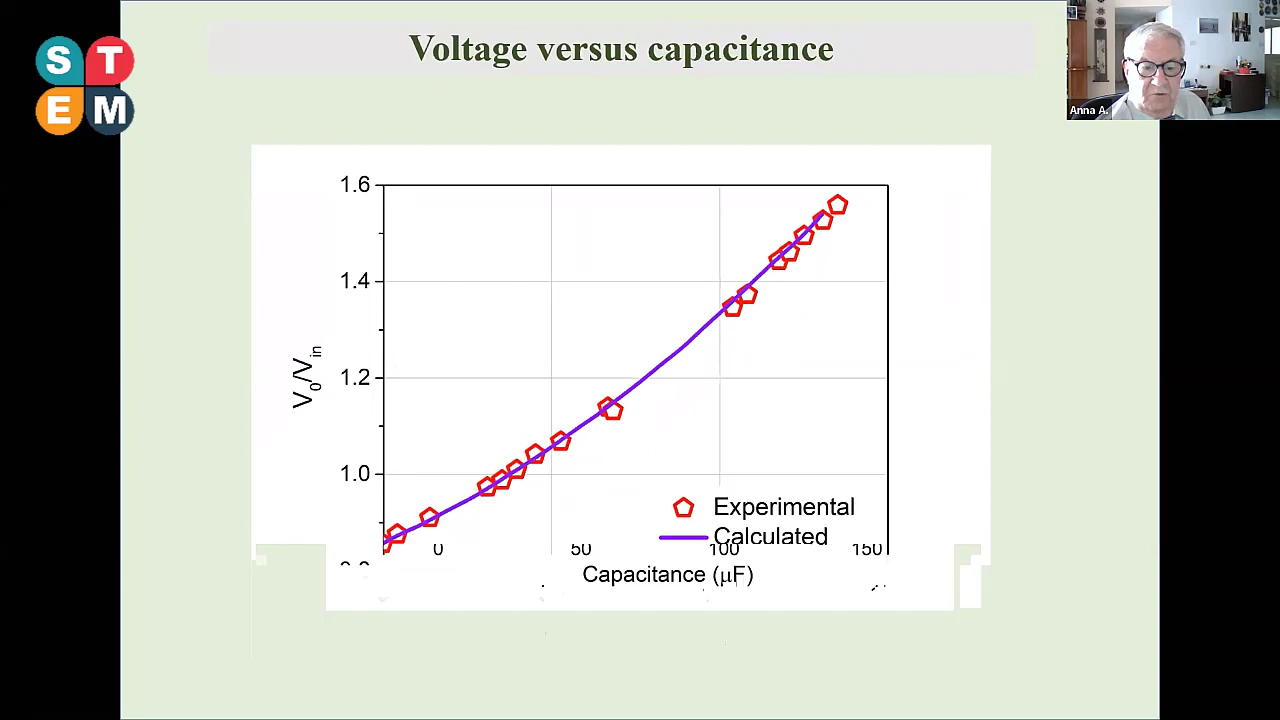 Voltage versus capacitance
S T
E M
Anna A.
1.6
1.4
1.2
1.0
V0/Vin
Experimental
Calculated
0 50 100 150
Capacitance (μF)